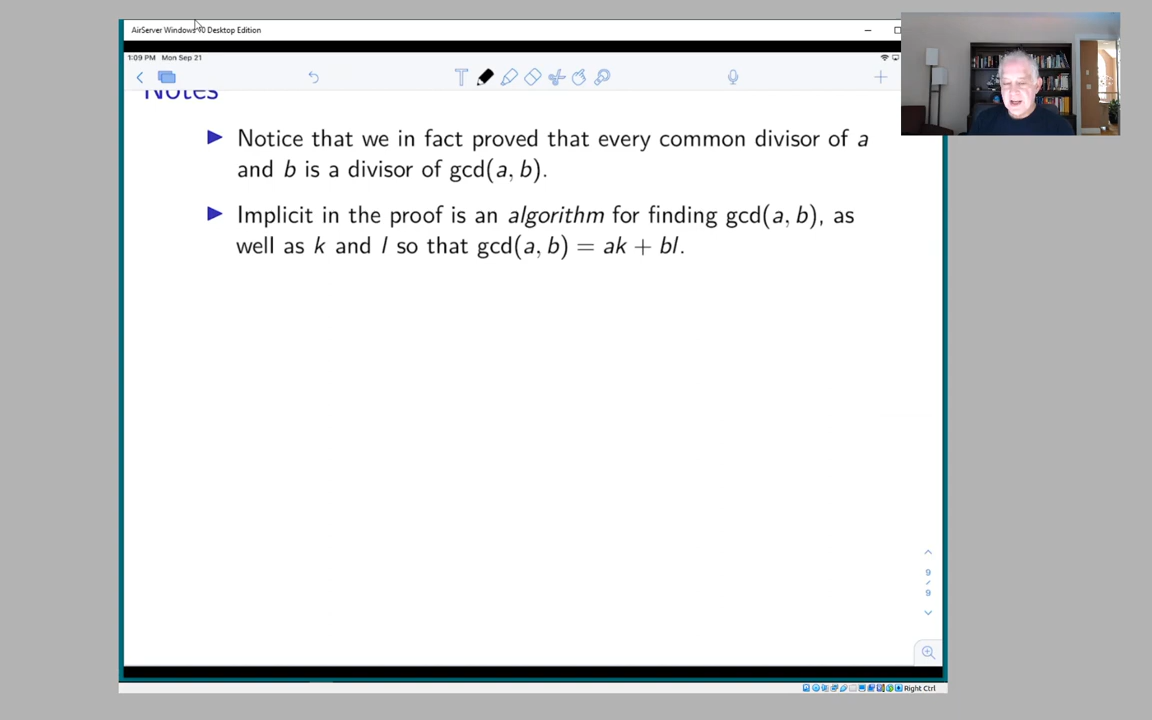 AirServer Windows 10 Desktop Edition
1:09 PM Mon Sep 21
Notes
Notice that we in fact proved that every common divisor of a
and b is a divisor of gcd(a, b).
Implicit in the proof is an algorithm for finding gcd(a, b), as
well as k and l so that gcd(a, b) = ak + bl.
9
/
9
Right Ctrl